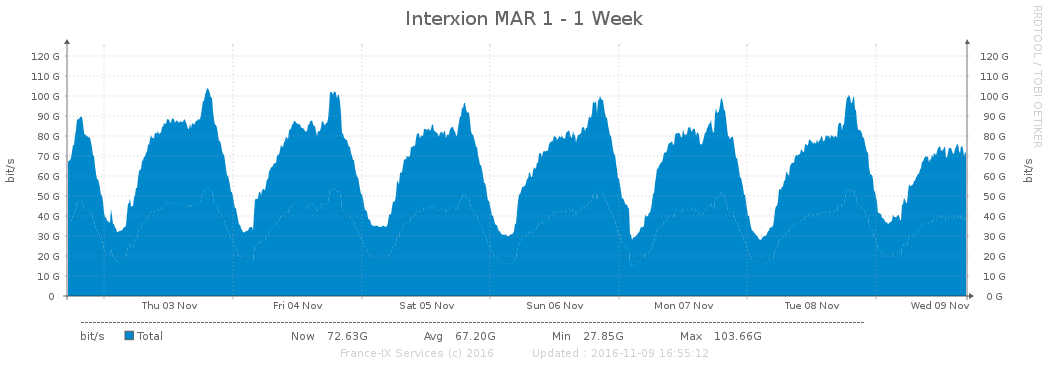 Interxion MAR 1 - 1 Week
RRDTOOL / TOBI OETIKER
bit/s
120 G
110 G
100 G
90 G
80 G
70 G
60 G
50 G
40 G
30 G
20 G
10 G
0
120 G
110 G
100 G
90 G
80 G
70 G
60 G
50 G
40 G
30 G
20 G
10 G
0 G
bit/s
Thu 03 Nov Fri 04 Nov Sat 05 Nov Sun 06 Nov Mon 07 Nov Tue 08 Nov Wed 09 Nov
bit/s Total Now 72.63G Avg 67.20G Min 27.85G Max 103.66G
France-IX Services (c) 2016 Updated : 2016-11-09 16:55:12